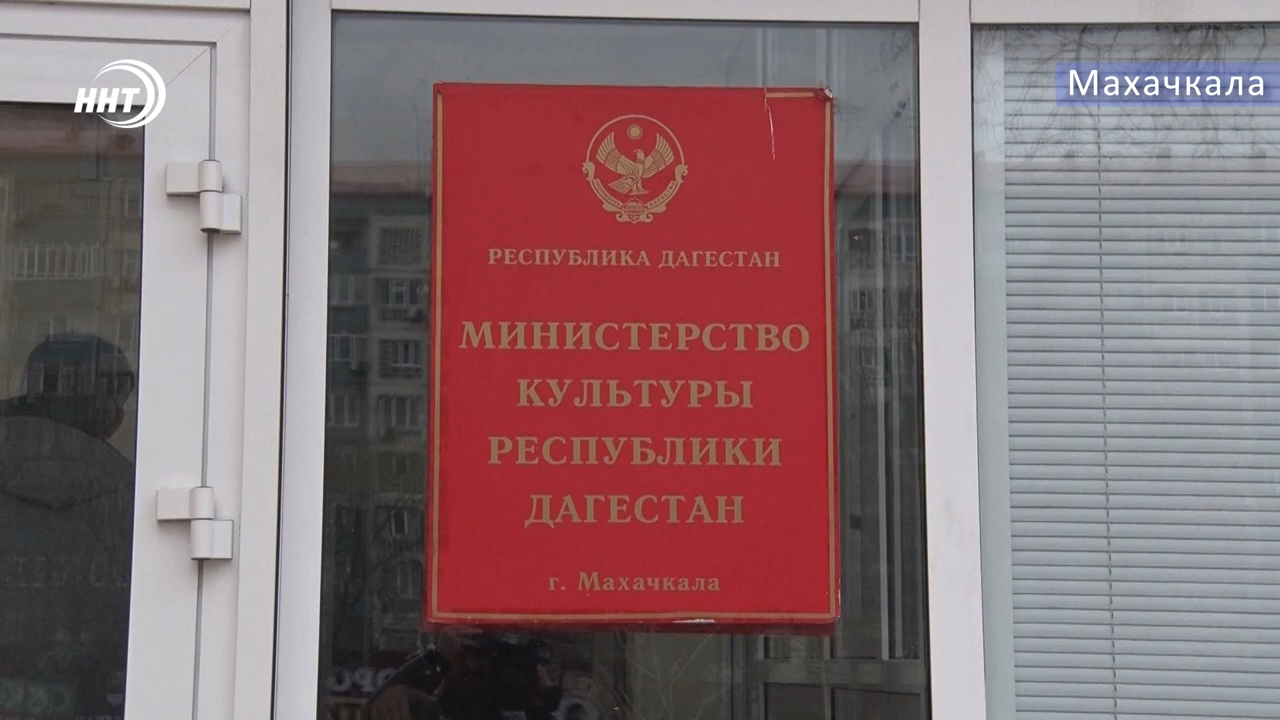 ННТ
Махачкала
РЕСПУБЛИКА ДАГЕСТАН
МИНИСТЕРСТВО
КУЛЬТУРЫ
РЕСПУБЛИКИ
ДАГЕСТАН
г. Махачкала